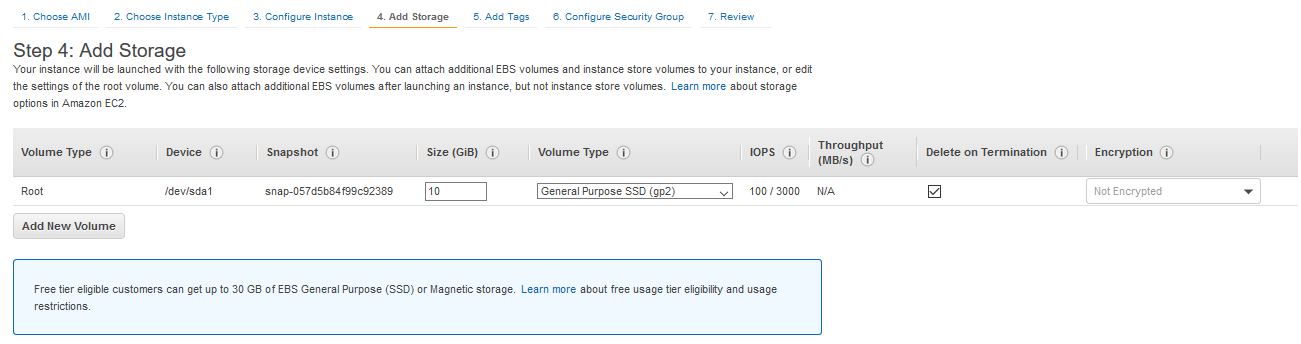 1. Choose AMI 2. Choose Instance Type 3. Configure Instance 4. Add Storage 5. Add Tags 6. Configure Security Group 7. Review
Step 4: Add Storage
Your instance will be launched with the following storage device settings. You can attach additional EBS volumes and instance store volumes to your instance, or edit
the settings of the root volume. You can also attach additional EBS volumes after launching an instance, but not instance store volumes. Learn more about storage
options in Amazon EC2.
Volume Type i Device i Snapshot i Size (GiB) i Volume Type i IOPS i Throughput (MB/s) i Delete on Termination i Encryption i
Root /dev/sda1 snap-057d5b84f99c92389 10 General Purpose SSD (gp2) 100 / 3000 N/A Not Encrypted
Add New Volume
Free tier eligible customers can get up to 30 GB of EBS General Purpose (SSD) or Magnetic storage. Learn more about free usage tier eligibility and usage
restrictions.